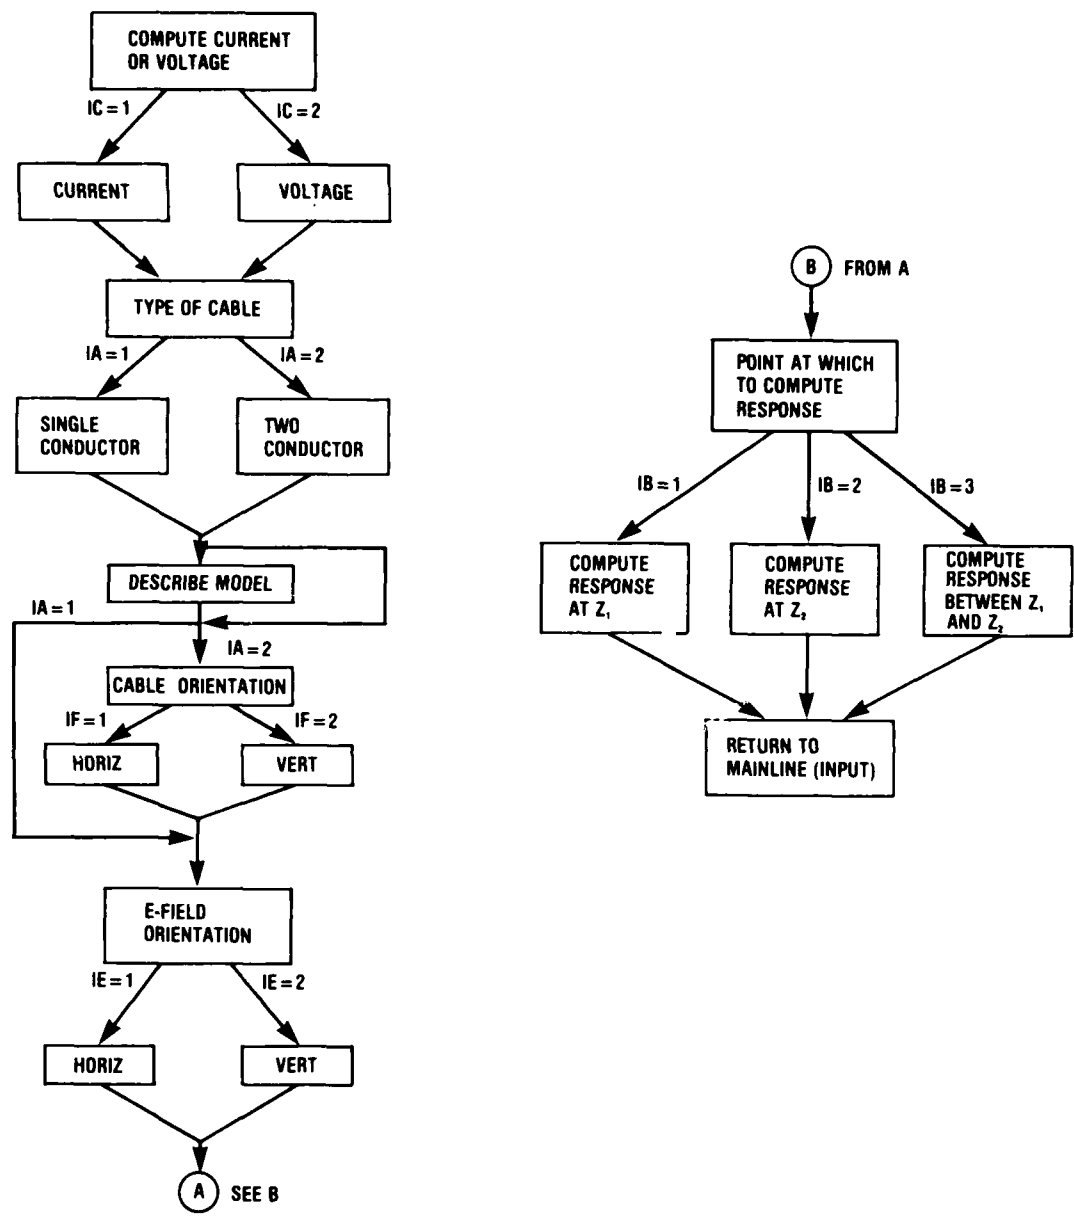 COMPUTE CURRENT
OR VOLTAGE
IC=1
IC=2
CURRENT
VOLTAGE
TYPE OF CABLE
IA=1
IA=2
SINGLE
CONDUCTOR
TWO
CONDUCTOR
DESCRIBE MODEL
IA=1
IA=2
CABLE ORIENTATION
IF=1
IF=2
HORIZ
VERT
E-FIELD
ORIENTATION
IE=1
IE=2
HORIZ
VERT
A SEE B
B FROM A
POINT AT WHICH
TO COMPUTE
RESPONSE
IB=1
IB=2
IB=3
COMPUTE
RESPONSE
AT Z₁
COMPUTE
RESPONSE
AT Z₂
COMPUTE
RESPONSE
BETWEEN Z₁
AND Z₂
RETURN TO
MAINLINE (INPUT)